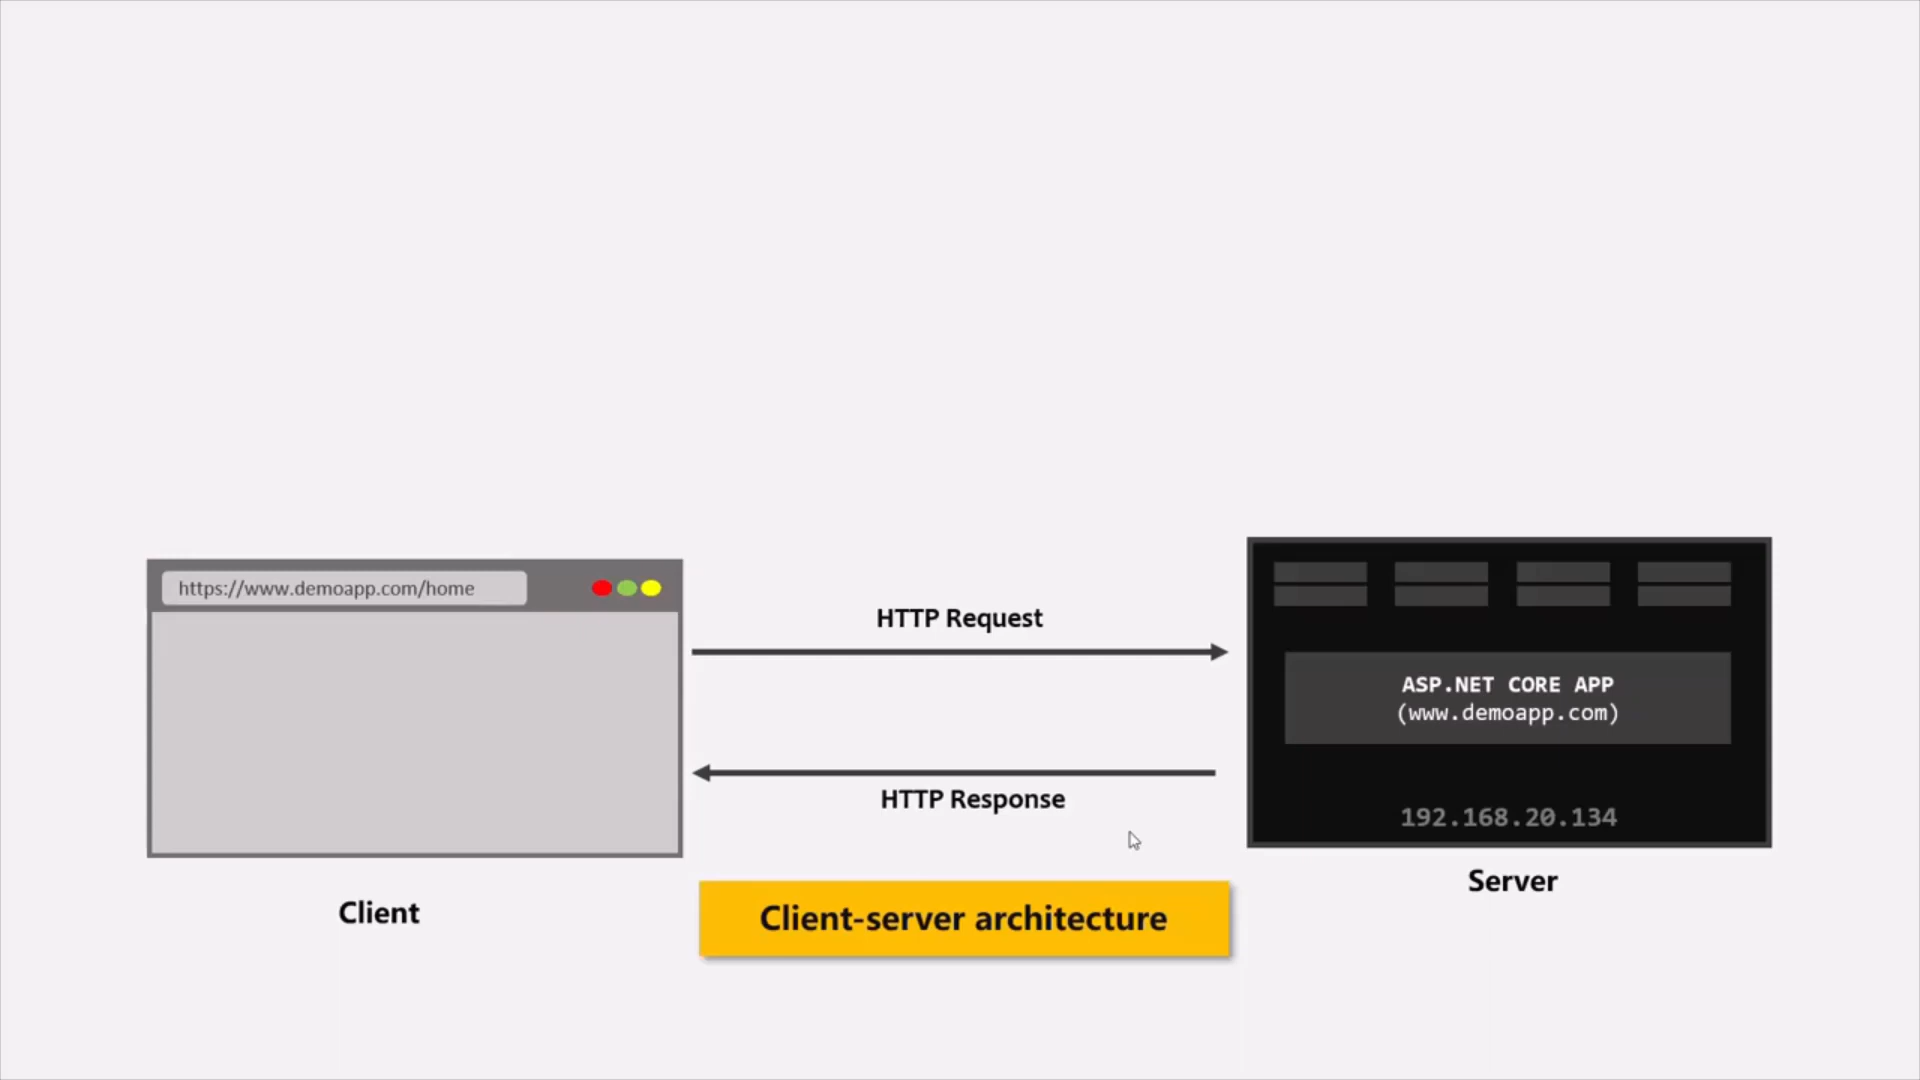 https://www.demoapp.com/home
HTTP Request
HTTP Response
ASP.NET CORE APP
(www.demoapp.com)
192.168.20.134
Client
Server
Client-server architecture